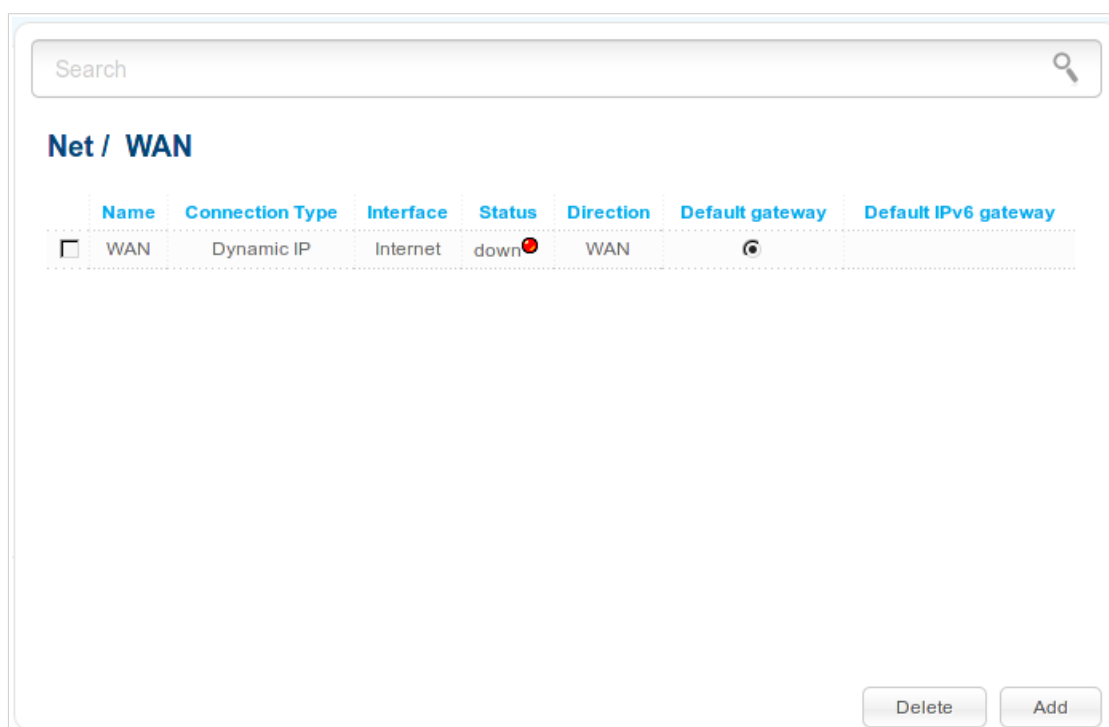 Search
Net / WAN
Name Connection Type Interface Status Direction Default gateway Default IPv6 gateway
WAN Dynamic IP Internet down WAN
Delete Add